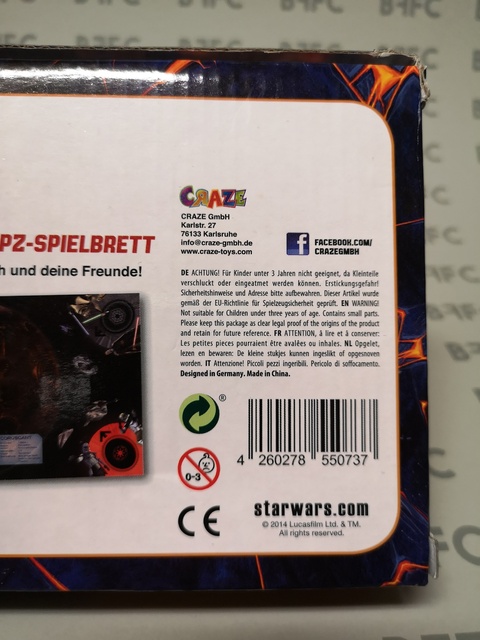 CRAZE
CRAZE GmbH
Karlstr. 27
76133 Karlsruhe
info@craze-gmbh.de
www.craze-toys.com
FACEBOOK.COM/
CRAZEGMBH
PZ-SPIELBRETT
h und deine Freunde!
DE ACHTUNG! Für Kinder unter 3 Jahren nicht geeignet, da Kleinteile
verschluckt oder eingeatmet werden können. Erstickungsgefahr!
Sicherheitshinweise und Adresse bitte aufbewahren. Dieser Artikel wurde
gemäß der EU-Richtlinie für Spielzeugsicherheit geprüft. EN WARNING!
Not suitable for Children under three years of age. Contains small parts.
Please keep this package as clear legal proof of the origins of the product
and retain for future reference. FR ATTENTION, à lire et à conserver:
Les petites pieces pourraient être avalées ou inhales. NL Opgelet,
lezen en bewaren: De kleine stukjes kunnen ingeslikt of opgesnoven
worden. IT Attenzione! Piccoli pezzi ingeribili. Pericolo di soffocamento.
Designed in Germany. Made in China.
®
0-3
4 260278 550737
CE
starwars.com
© 2014 Lucasfilm Ltd. & TM.
All rights reserved.